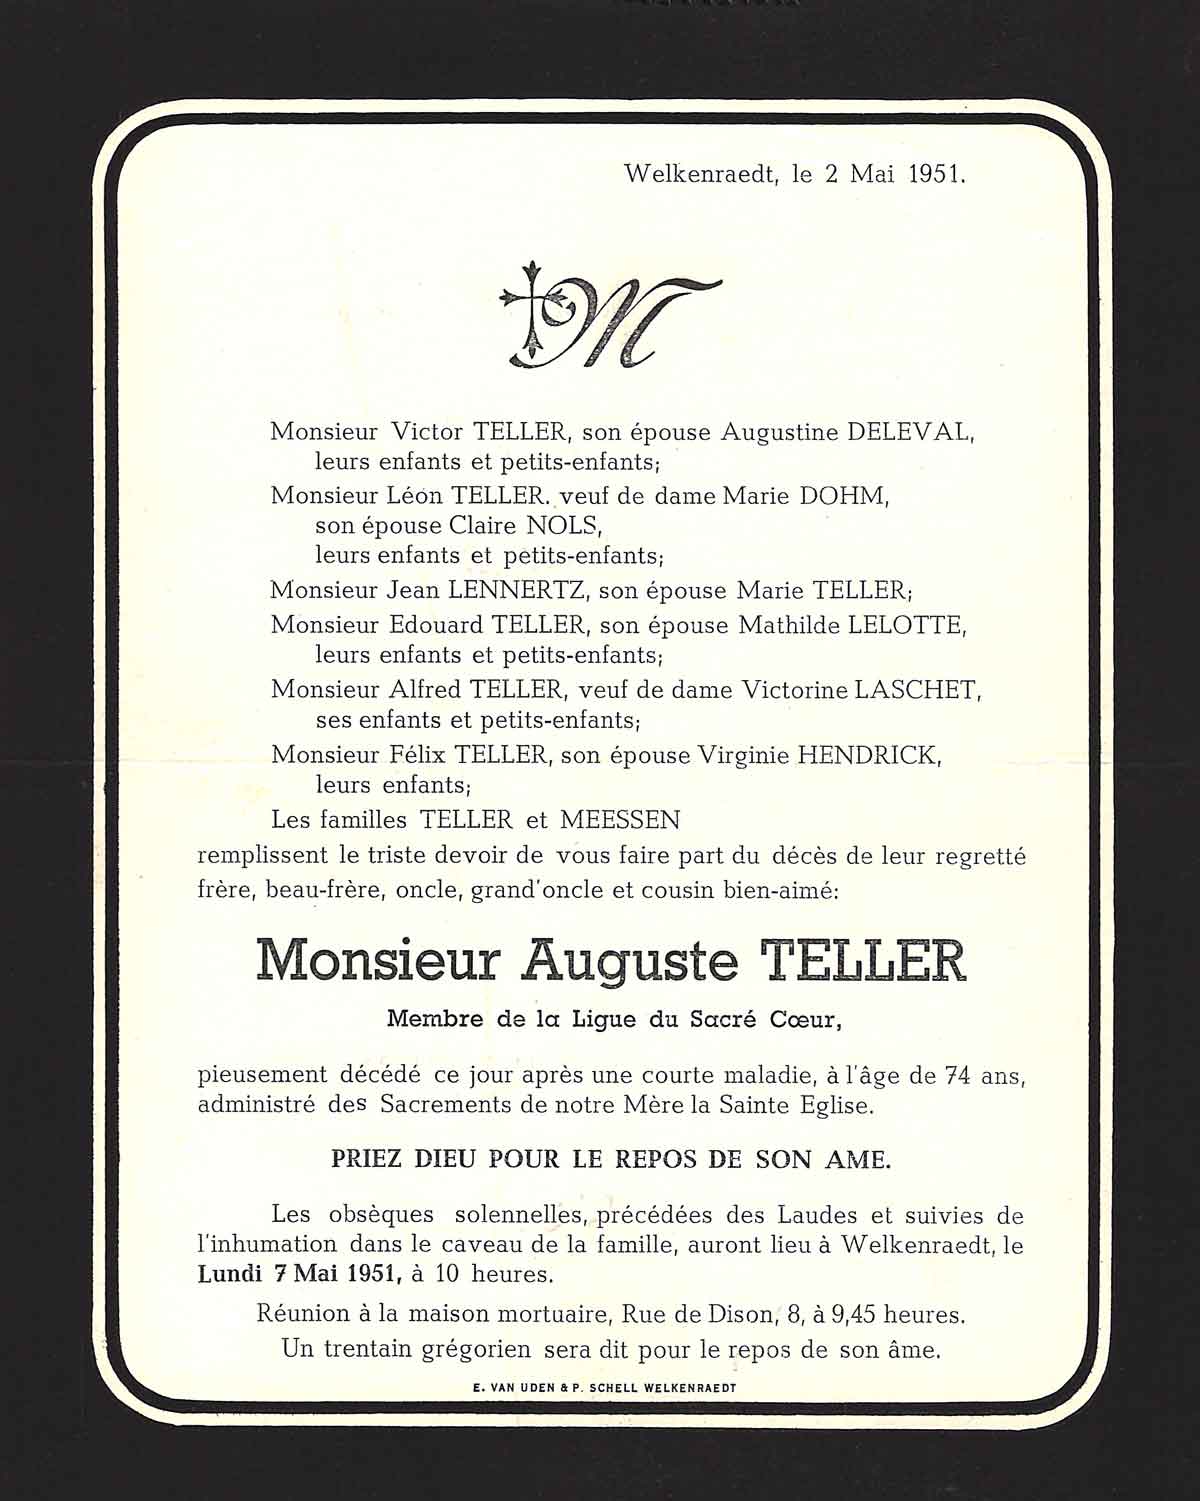 Welkenraedt, le 2 Mai 1951.
M
Monsieur Victor TELLER, son épouse Augustine DELEVAL,
leurs enfants et petits-enfants;
Monsieur Léon TELLER. veuf de dame Marie DOHM,
son épouse Claire NOLS,
leurs enfants et petits-enfants;
Monsieur Jean LENNERTZ, son épouse Marie TELLER;
Monsieur Edouard TELLER, son épouse Mathilde LELOTTE,
leurs enfants et petits-enfants;
Monsieur Alfred TELLER, veuf de dame Victorine LASCHET,
ses enfants et petits-enfants;
Monsieur Félix TELLER, son épouse Virginie HENDRICK,
leurs enfants;
Les familles TELLER et MEESSEN
remplissent le triste devoir de vous faire part du décès de leur regretté
frère, beau-frère, oncle, grand'oncle et cousin bien-aimé:
Monsieur Auguste TELLER
Membre de la Ligue du Sacré Cœur,
pieusement décédé ce jour après une courte maladie, à l'âge de 74 ans,
administré des Sacrements de notre Mère la Sainte Eglise.
PRIEZ DIEU POUR LE REPOS DE SON AME.
Les obsèques solennelles, précédées des Laudes et suivies de
l'inhumation dans le caveau de la famille, auront lieu à Welkenraedt, le
Lundi 7 Mai 1951, à 10 heures.
Réunion à la maison mortuaire, Rue de Dison, 8, à 9,45 heures.
Un trentain grégorien sera dit pour le repos de son âme.
E. VAN UDEN & P. SCHELL WELKENRAEDT